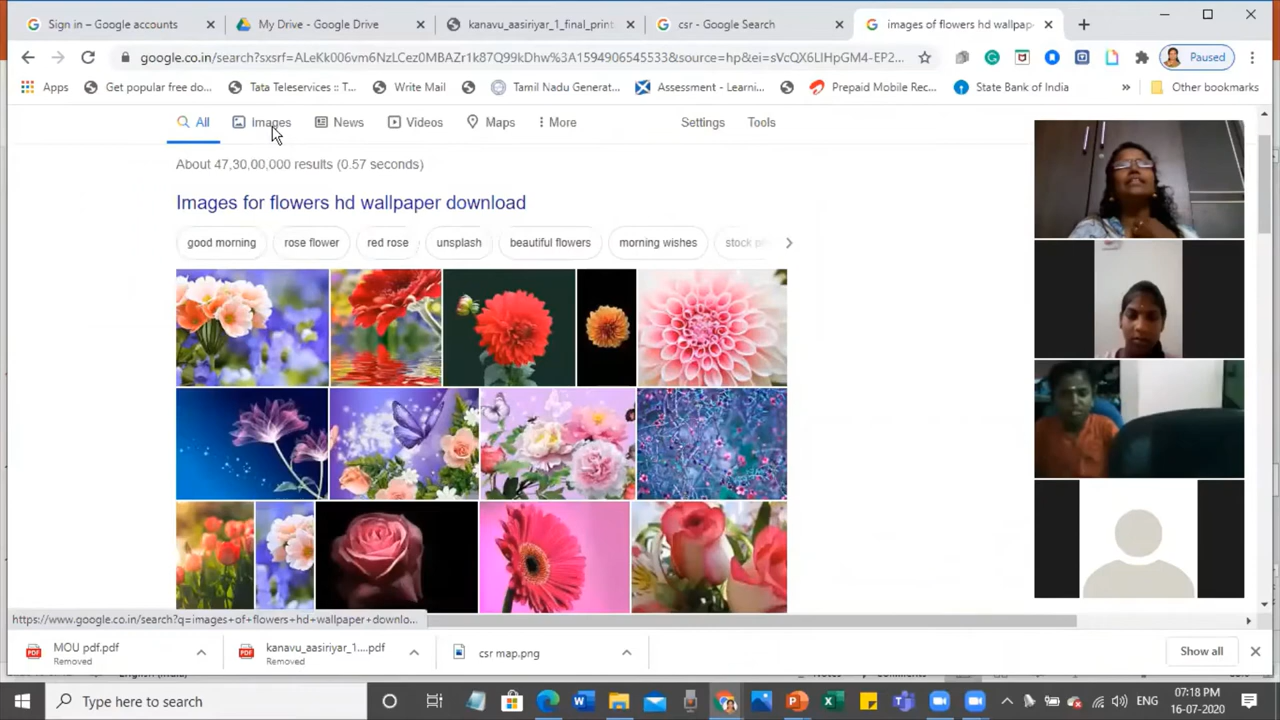 Sign in – Google accounts
My Drive - Google Drive
kanavu_aasiriyar_1_final_print
csr - Google Search
images of flowers hd wallpap
google.co.in/search?sxsrf=ALeKk006m6NzLCez0MBAZr1k87Q99kDhw%3A1594906545533&source=hp&ei=sVcQX6LlHpGM4-EP2...
Paused
Apps
Get popular free do...
Tata Teleservices :: T...
Write Mail
Tamil Nadu Generat...
Assessment - Learni...
Prepaid Mobile Rec...
State Bank of India
»
Other bookmarks
All Images News Videos Maps More Settings Tools
About 47,30,00,000 results (0.57 seconds)
Images for flowers hd wallpaper download
good morning rose flower red rose unsplash beautiful flowers morning wishes stock
https://www.google.co.in/search?q=images+of+flowers+hd+wallpaper+downlo...
MOU pdf.pdf
Removed
kanavu_aasiriyar_1....pdf
Removed
csr map.png
Show all
Type here to search
ENG
07:18 PM
16-07-2020